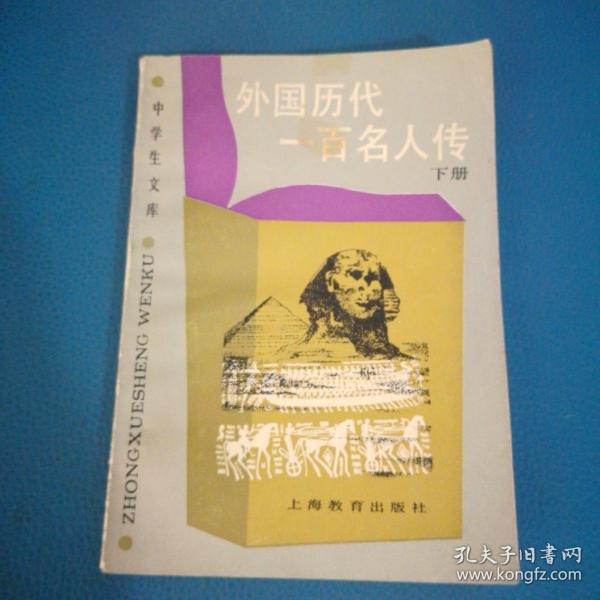 外国历代
一百名人传
下册
中学生文库
ZHONGXUESHENG WENKU
上海教育出版社
孔夫子旧书网
www.kongfz.com